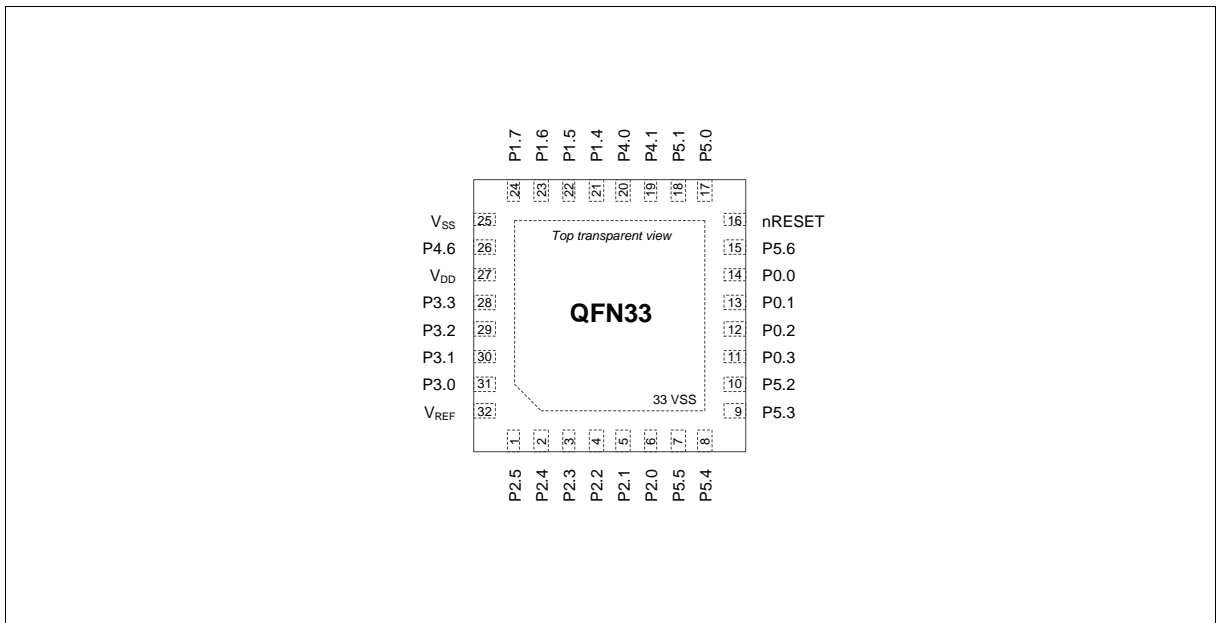 P1.7 P1.6 P1.5 P1.4 P4.0 P4.1 P5.1 P5.0
24 23 22 21 20 19 18 17
V_SS 25 16 nRESET
Top transparent view
P4.6 26 15 P5.6
V_DD 27 14 P0.0
P3.3 28 13 P0.1
QFN33
P3.2 29 12 P0.2
P3.1 30 11 P0.3
P3.0 31 10 P5.2
33 VSS
V_REF 32 9 P5.3
1 2 3 4 5 6 7 8
P2.5 P2.4 P2.3 P2.2 P2.1 P2.0 P5.5 P5.4